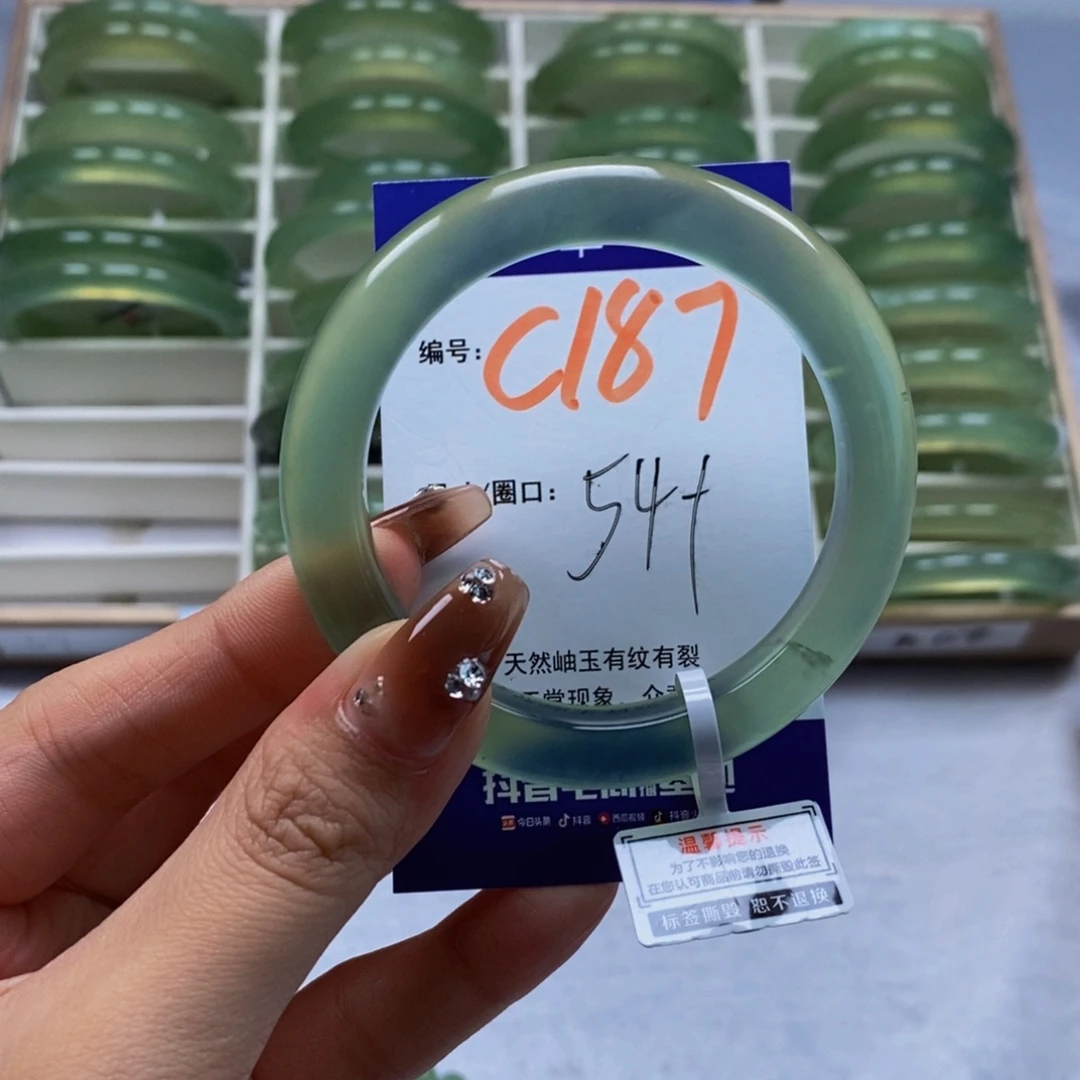 编号: C187
圈口: 54+
天然岫玉有纹有裂
现象
抖音
今日头条 抖音 西瓜视频
温馨提示
为了不影响您的退换
在您认可商品前请勿撕毁此签
标签撕毁 恕不退换